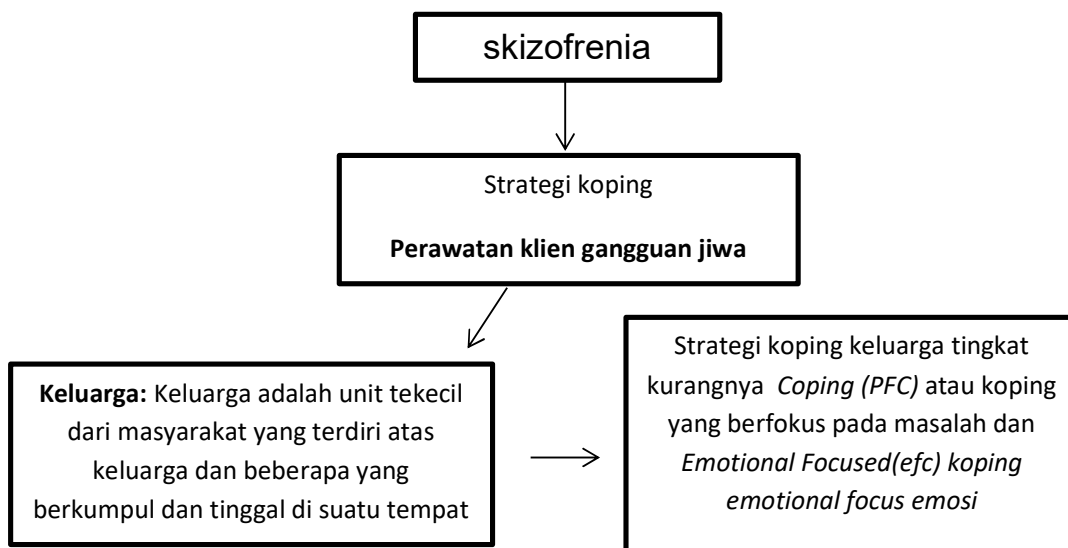 skizofrenia
Strategi koping
Perawatan klien gangguan jiwa
Keluarga: Keluarga adalah unit tekecil
dari masyarakat yang terdiri atas
keluarga dan beberapa yang
berkumpul dan tinggal di suatu tempat
Strategi koping keluarga tingkat
kurangnya Coping (PFC) atau koping
yang berfokus pada masalah dan
Emotional Focused(efc) koping
emotional focus emosi